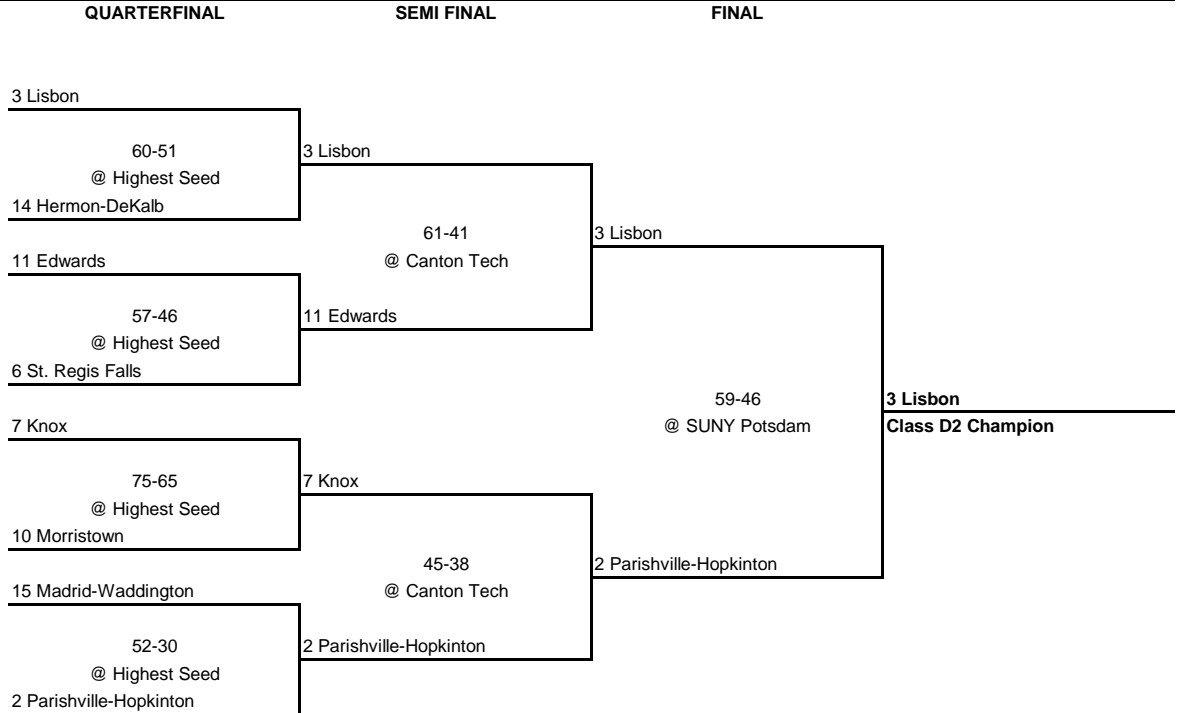 QUARTERFINAL SEMI FINAL FINAL
3 Lisbon
60-51 3 Lisbon
@ Highest Seed
14 Hermon-DeKalb
61-41 3 Lisbon
11 Edwards @ Canton Tech
57-46 11 Edwards
@ Highest Seed
6 St. Regis Falls
59-46 3 Lisbon
7 Knox @ SUNY Potsdam Class D2 Champion
75-65 7 Knox
@ Highest Seed
10 Morristown
45-38 2 Parishville-Hopkinton
15 Madrid-Waddington @ Canton Tech
52-30 2 Parishville-Hopkinton
@ Highest Seed
2 Parishville-Hopkinton